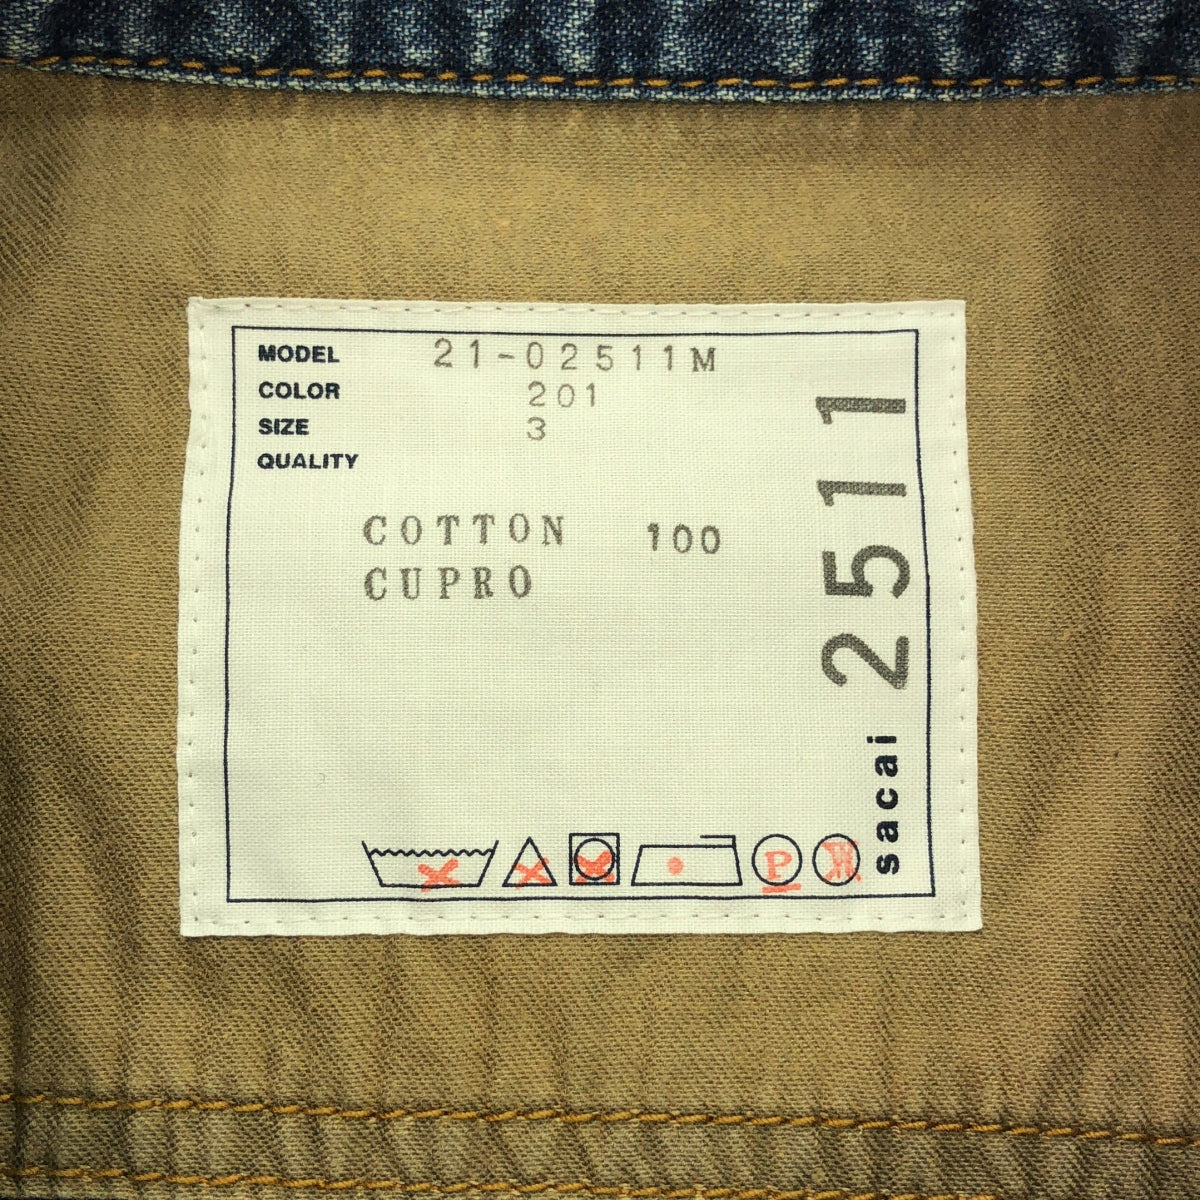 MODEL 21-02511M
COLOR 201
SIZE 3
QUALITY
COTTON 100
CUPRO
sacai 2511
P
W